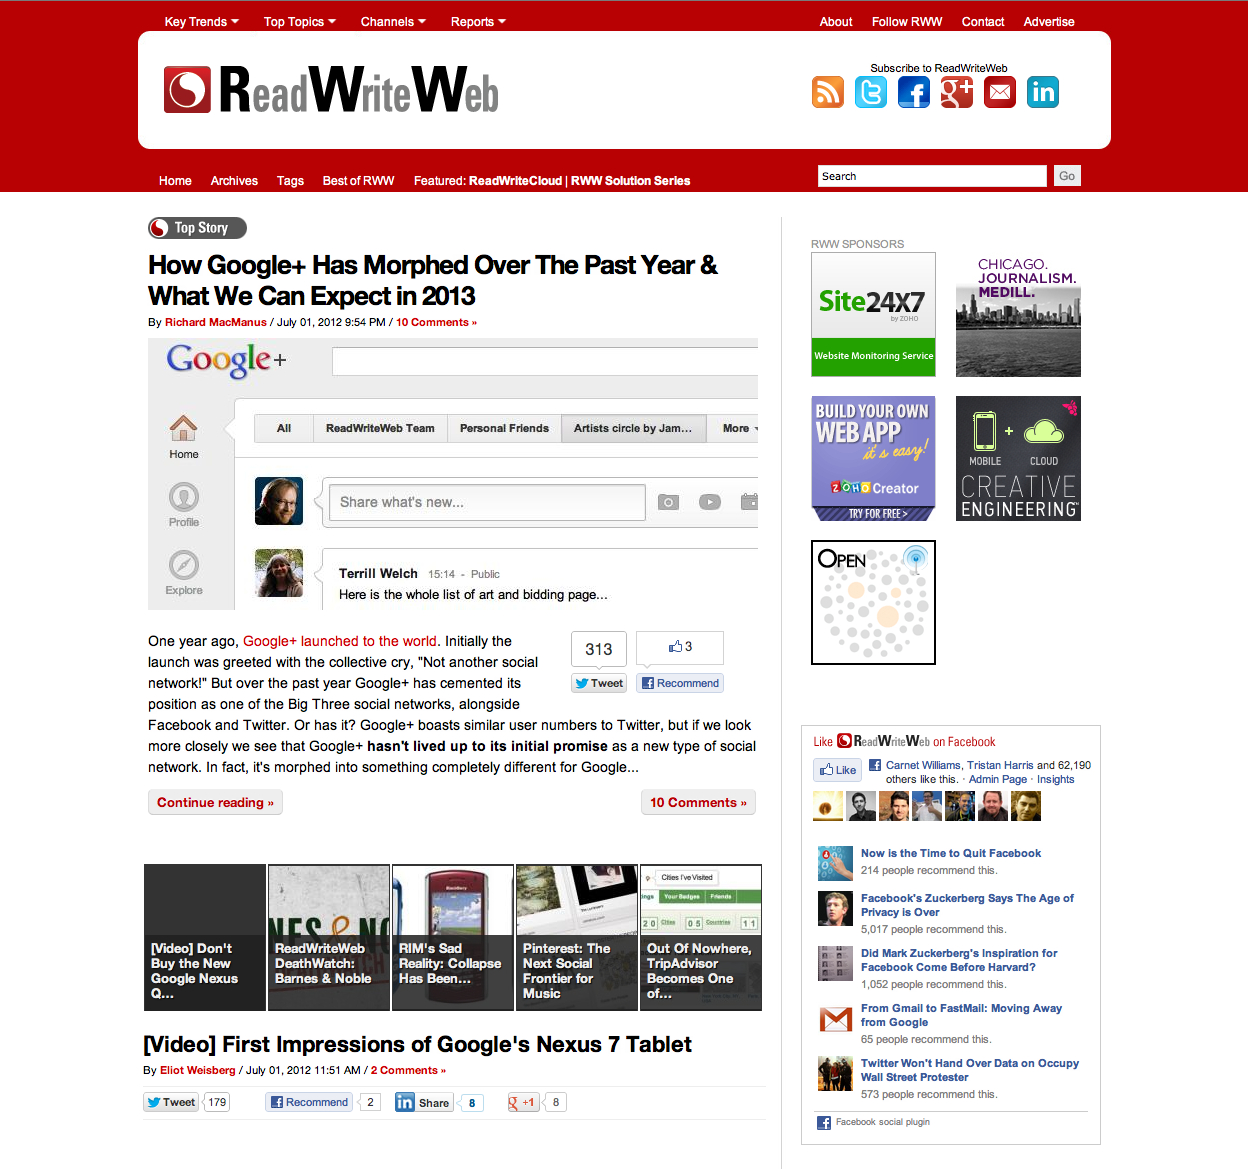 Key Trends Top Topics Channels Reports About Follow RWW Contact Advertise
ReadWriteWeb
Subscribe to ReadWriteWeb
Home Archives Tags Best of RWW Featured: ReadWriteCloud | RWW Solution Series
Search Go
Top Story
How Google+ Has Morphed Over The Past Year &
What We Can Expect in 2013
By Richard MacManus / July 01, 2012 9:54 PM / 10 Comments »
Google+
All ReadWriteWeb Team Personal Friends Artists circle by Jam... More
Home
Share what's new...
Profile
Terrill Welch 15:14 - Public
Explore
Here is the whole list of art and bidding page...
One year ago, Google+ launched to the world. Initially the
launch was greeted with the collective cry, "Not another social
network!" But over the past year Google+ has cemented its
position as one of the Big Three social networks, alongside
Facebook and Twitter. Or has it? Google+ boasts similar user numbers to Twitter, but if we look
more closely we see that Google+ hasn't lived up to its initial promise as a new type of social
network. In fact, it's morphed into something completely different for Google...
313 3
Tweet Recommend
Continue reading » 10 Comments »
[Video] Don't
Buy the New
Google Nexus
Q...
ReadWriteWeb
DeathWatch:
Barnes & Noble
RIM's Sad
Reality: Collapse
Has Been...
Pinterest: The
Next Social
Frontier for
Music
Cities I've Visited
ngs Your Badges Friends
20 Cities 05 Countries 11
Out Of Nowhere,
TripAdvisor
Becomes One
of...
[Video] First Impressions of Google's Nexus 7 Tablet
By Eliot Weisberg / July 01, 2012 11:51 AM / 2 Comments »
Tweet 179 Recommend 2 Share 8 +1 8
RWW SPONSORS
Site24X7
by ZOHO
Website Monitoring Service
CHICAGO.
JOURNALISM.
MEDILL.
BUILD YOUR OWN
WEB APP
it's easy!
ZOHO Creator
TRY FOR FREE >
MOBILE + CLOUD
CREATIVE
ENGINEERING
OPEN
Like ReadWriteWeb on Facebook
Like Carnet Williams, Tristan Harris and 62,190
others like this. · Admin Page · Insights
Now is the Time to Quit Facebook
214 people recommend this.
Facebook's Zuckerberg Says The Age of
Privacy is Over
5,017 people recommend this.
Did Mark Zuckerberg's Inspiration for
Facebook Come Before Harvard?
1,052 people recommend this.
From Gmail to FastMail: Moving Away
from Google
65 people recommend this.
Twitter Won't Hand Over Data on Occupy
Wall Street Protester
573 people recommend this.
Facebook social plugin